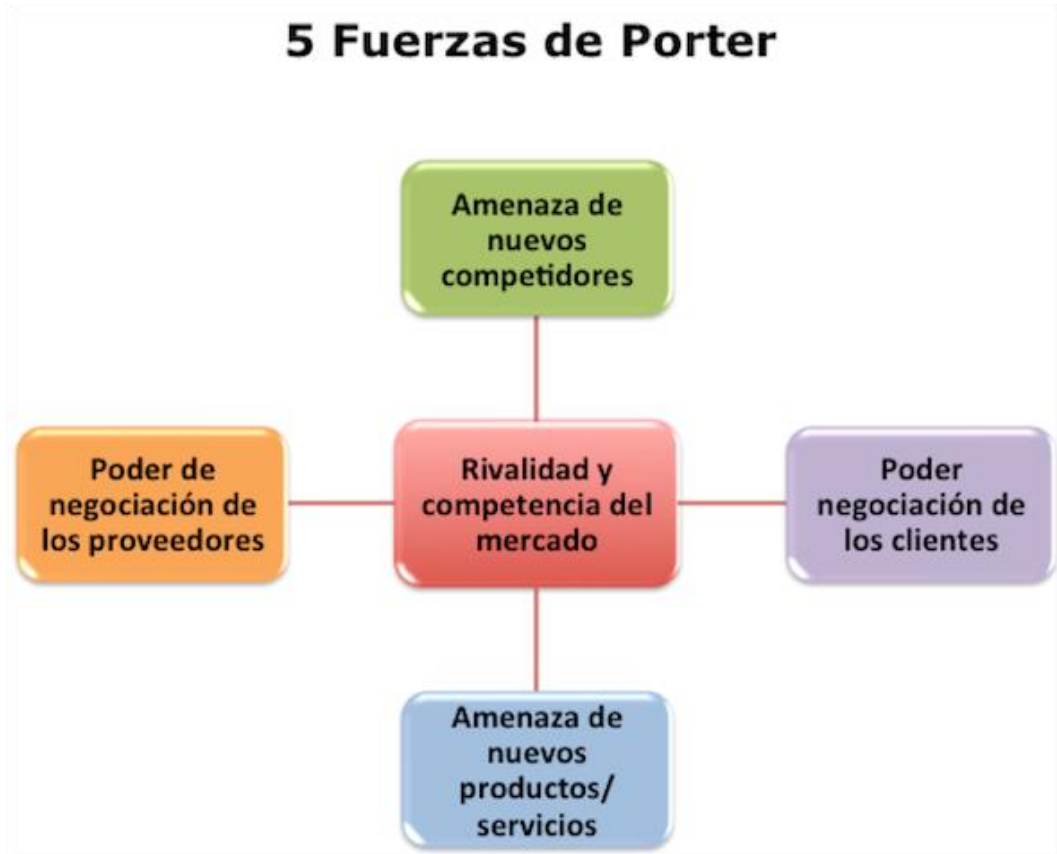 5 Fuerzas de Porter
Amenaza de
nuevos
competidores
Poder de
negociación de
los proveedores
Rivalidad y
competencia del
mercado
Poder
negociación de
los clientes
Amenaza de
nuevos
productos/
servicios